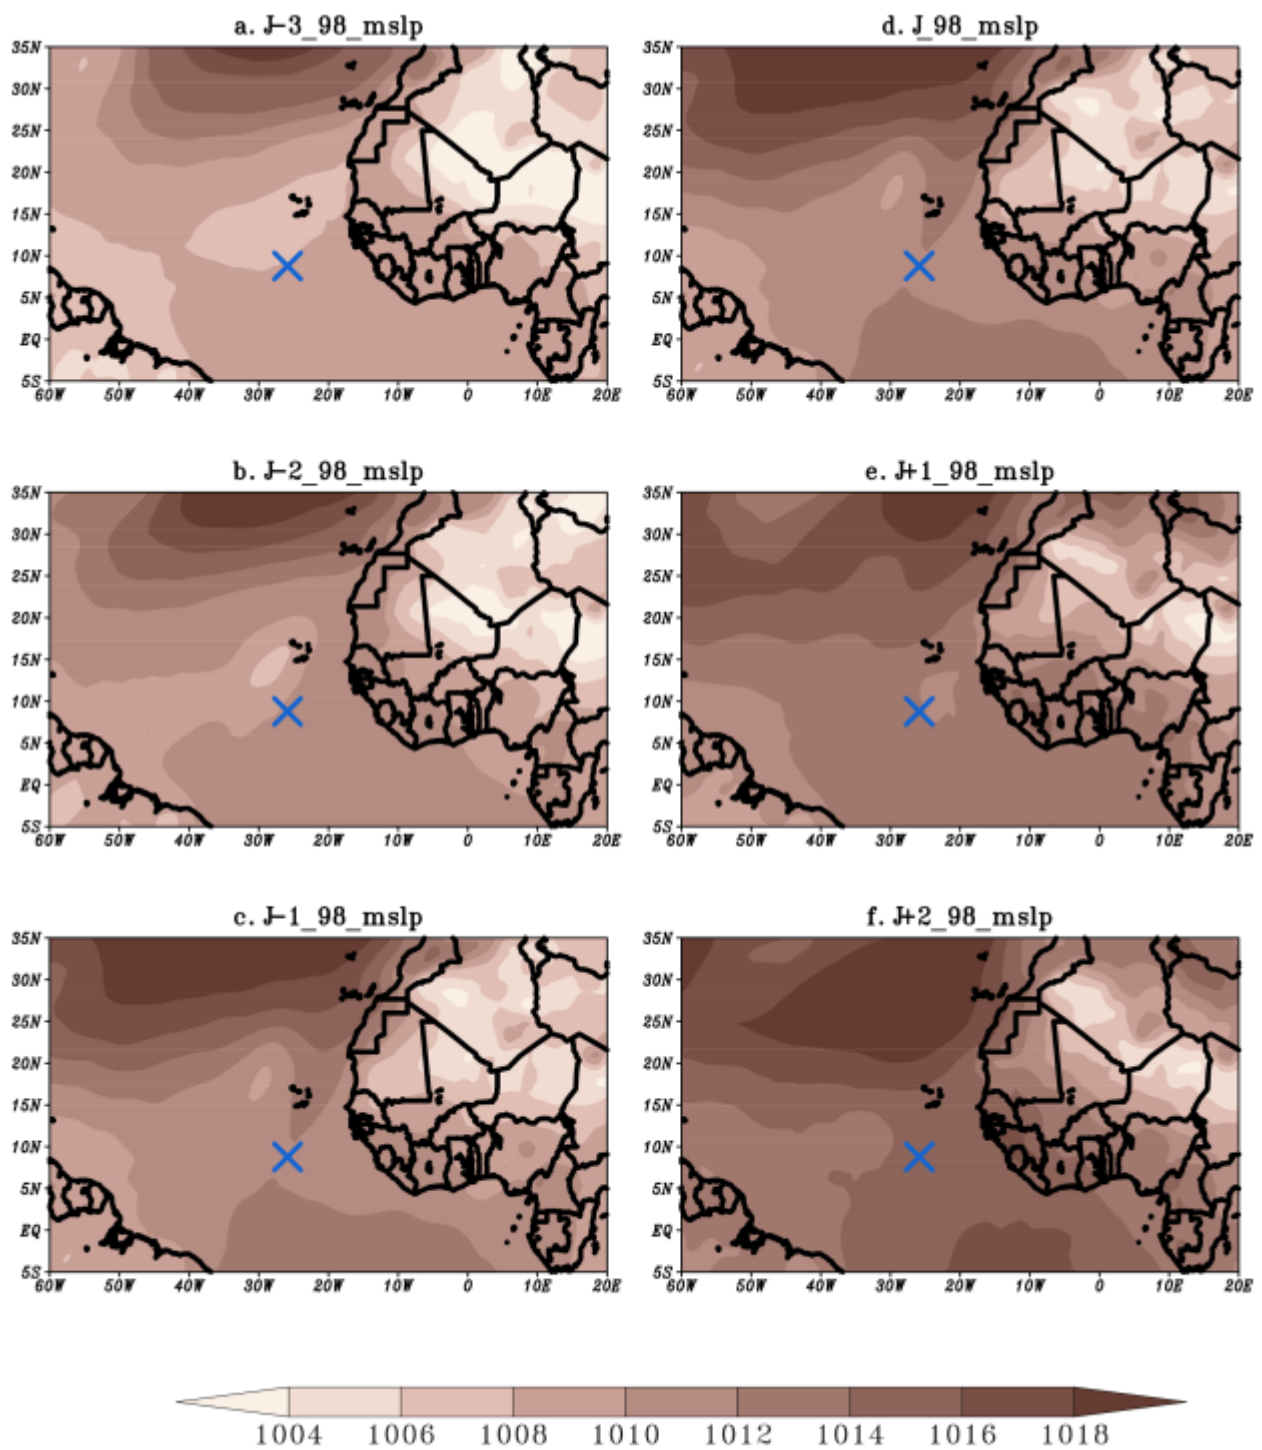 a. J-3_98_mslp
d. J_98_mslp
35N
30N
25N
20N
15N
10N
5N
EQ
5S
60W 50W 40W 30W 20W 10W 0 10E 20E
35N
30N
25N
20N
15N
10N
5N
EQ
5S
60W 50W 40W 30W 20W 10W 0 10E 20E
b. J-2_98_mslp
e. J+1_98_mslp
35N
30N
25N
20N
15N
10N
5N
EQ
5S
60W 50W 40W 30W 20W 10W 0 10E 20E
35N
30N
25N
20N
15N
10N
5N
EQ
5S
60W 50W 40W 30W 20W 10W 0 10E 20E
c. J-1_98_mslp
f. J+2_98_mslp
35N
30N
25N
20N
15N
10N
5N
EQ
5S
60W 50W 40W 30W 20W 10W 0 10E 20E
35N
30N
25N
20N
15N
10N
5N
EQ
5S
60W 50W 40W 30W 20W 10W 0 10E 20E
1004 1006 1008 1010 1012 1014 1016 1018